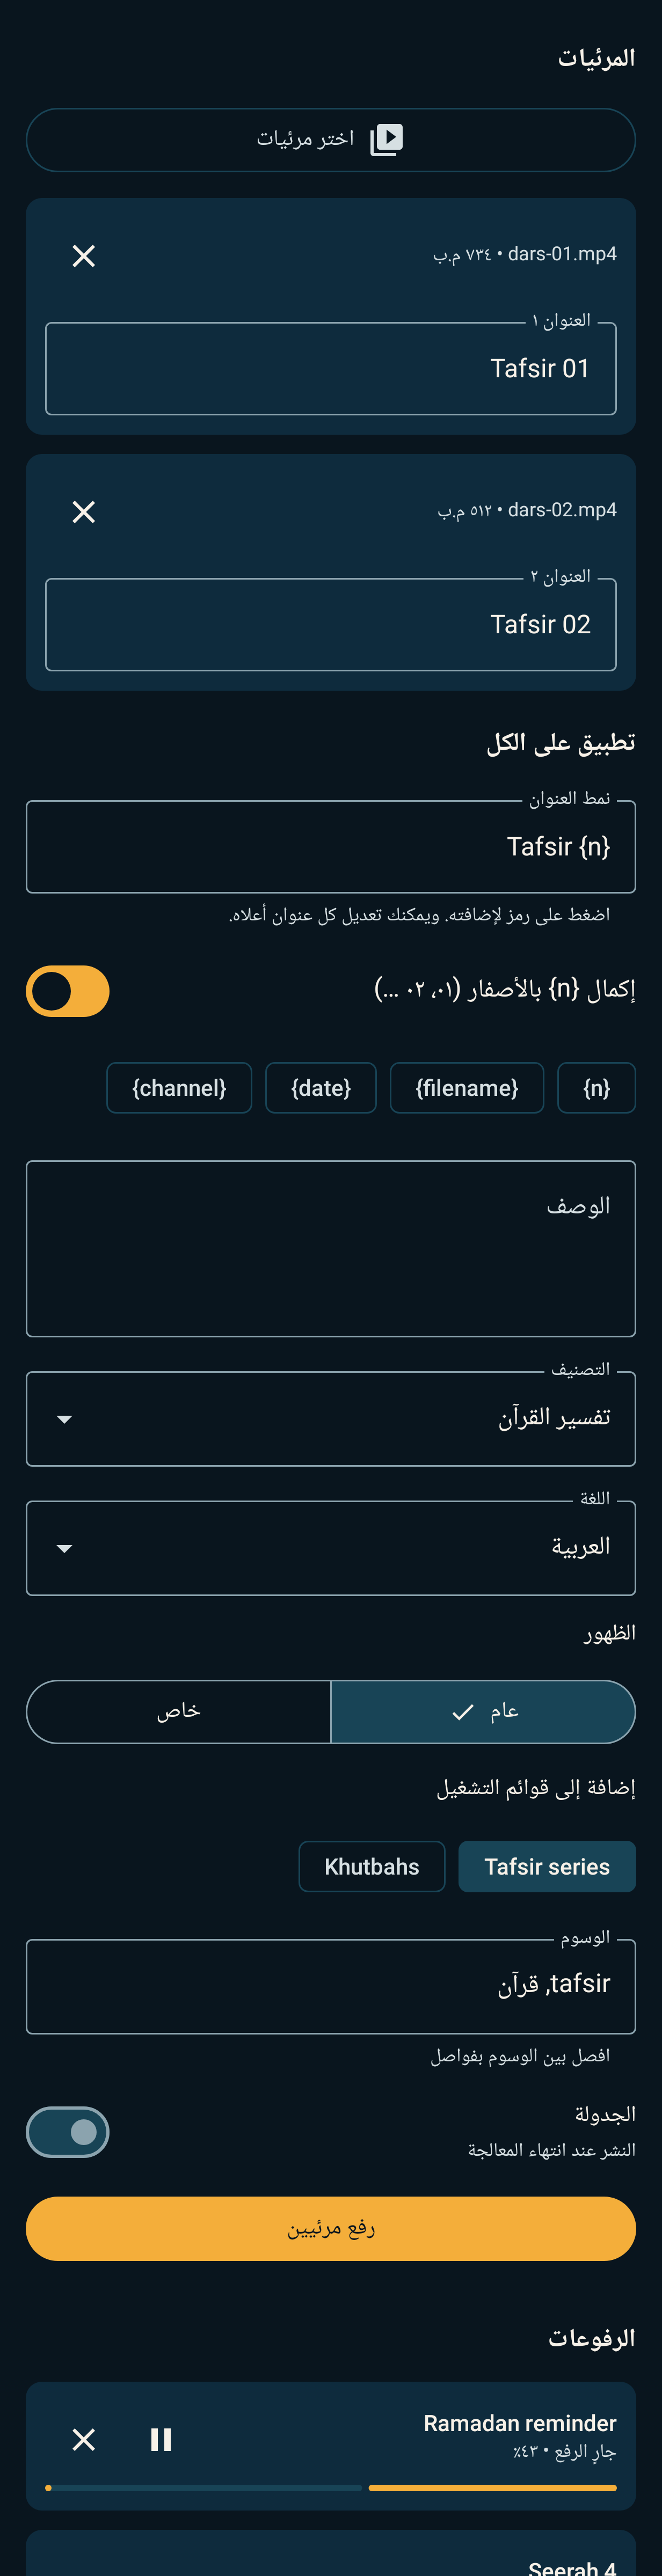 المرئيات
اختر مرئيات
dars-01.mp4 • ٧٣٤ م.ب
العنوان ١
Tafsir 01
dars-02.mp4 • ٥١٢ م.ب
العنوان ٢
Tafsir 02
تطبيق على الكل
نمط العنوان
Tafsir {n}
اضغط على رمز لإضافته. ويمكنك تعديل كل عنوان أعلاه.
إكمال {n} بالأصفار (٠١، ٠٢ ...)
{n} {filename} {date} {channel}
الوصف
التصنيف
تفسير القرآن
اللغة
العربية
الظهور
عام خاص
إضافة إلى قوائم التشغيل
Tafsir series Khutbahs
الوسوم
tafsir, قرآن
افصل بين الوسوم بفواصل
الجدولة
النشر عند انتهاء المعالجة
رفع مرئيين
الرفوعات
Ramadan reminder
جارٍ الرفع • ٤٣٪
Seerah 4